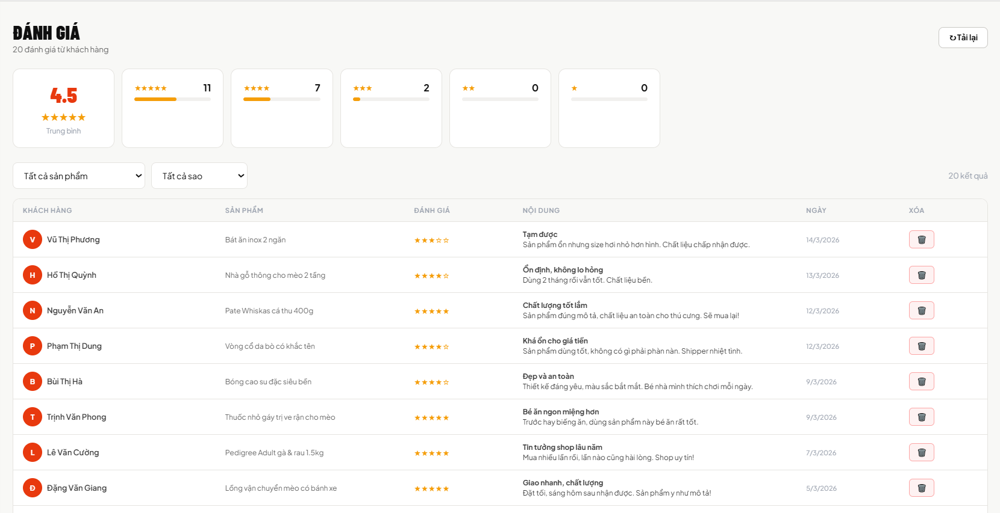 ĐÁNH GIÁ
20 đánh giá từ khách hàng
↻ Tải lại
4.5
★★★★★
Trung bình
★★★★★ 11
★★★★ 7
★★★ 2
★★ 0
★ 0
Tất cả sản phẩm
Tất cả sao
20 kết quả
KHÁCH HÀNG SẢN PHẨM ĐÁNH GIÁ NỘI DUNG NGÀY XÓA
V Vũ Thị Phương Bát ăn inox 2 ngăn ★★★☆☆ Tạm được 14/3/2026
Sản phẩm ổn nhưng size hơi nhỏ hơn hình. Chất liệu chấp nhận được.
H Hồ Thị Quỳnh Nhà gỗ thông cho mèo 2 tầng ★★★★☆ Ổn định, không lo hỏng 13/3/2026
Dùng 2 tháng rồi vẫn tốt. Chất liệu bền.
N Nguyễn Văn An Pate Whiskas cá thu 400g ★★★★★ Chất lượng tốt lắm 12/3/2026
Sản phẩm đúng mô tả, chất liệu an toàn cho thú cưng. Sẽ mua lại!
P Phạm Thị Dung Vòng cổ da bò có khắc tên ★★★★☆ Khá ổn cho giá tiền 12/3/2026
Sản phẩm dùng tốt, không có gì phải phàn nàn. Shipper nhiệt tình.
B Bùi Thị Hà Bóng cao su đặc siêu bền ★★★★☆ Đẹp và an toàn 9/3/2026
Thiết kế đáng yêu, màu sắc bắt mắt. Bé nhà mình thích chơi mỗi ngày.
T Trịnh Văn Phong Thuốc nhỏ gáy trị ve rận cho mèo ★★★★★ Bé ăn ngon miệng hơn 9/3/2026
Trước hay biếng ăn, dùng sản phẩm này bé ăn rất tốt.
L Lê Văn Cường Pedigree Adult gà & rau 1.5kg ★★★★★ Tin tưởng shop lâu năm 7/3/2026
Mua nhiều lần rồi, lần nào cũng hài lòng. Shop uy tín!
Đ Đặng Văn Giang Lồng vận chuyển mèo có bánh xe ★★★★★ Giao nhanh, chất lượng 5/3/2026
Đặt tối, sáng hôm sau nhận được. Sản phẩm y như mô tả!